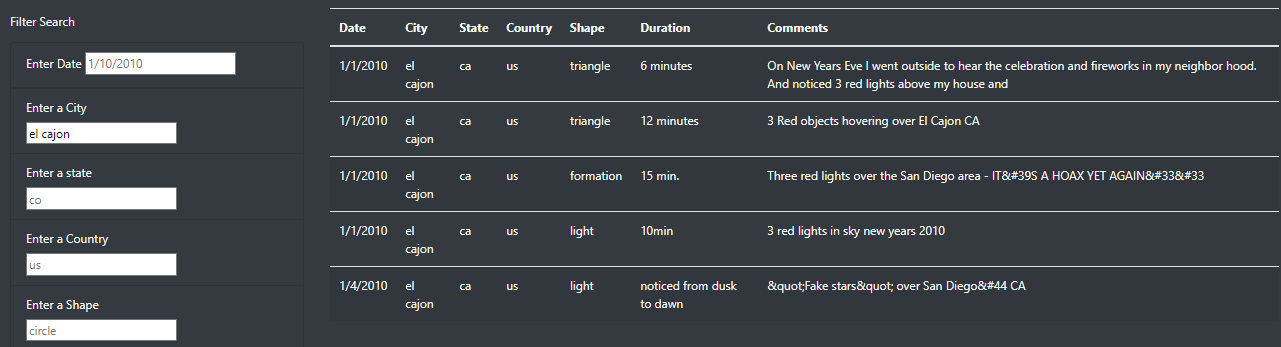 Filter Search
Enter Date 1/10/2010
Enter a City
el cajon
Enter a state
co
Enter a Country
us
Enter a Shape
circle
Date City State Country Shape Duration Comments
1/1/2010 el ca us triangle 6 minutes On New Years Eve I went outside to hear the celebration and fireworks in my neighbor hood.
cajon And noticed 3 red lights above my house and
1/1/2010 el ca us triangle 12 minutes 3 Red objects hovering over El Cajon CA
cajon
1/1/2010 el ca us formation 15 min. Three red lights over the San Diego area - IT&#39S A HOAX YET AGAIN&#33&#33
cajon
1/1/2010 el ca us light 10min 3 red lights in sky new years 2010
cajon
1/4/2010 el ca us light noticed from dusk &quot;Fake stars&quot; over San Diego&#44 CA
cajon to dawn